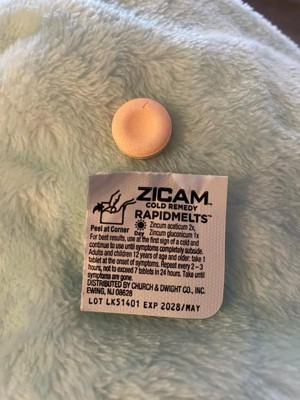 ZICAM™
COLD REMEDY
RAPIDMELTS™
Peel at Corner
Day
Zincum aceticum 2x,
Zincum gluconicum 1x
For best results, use at the first sign of a cold and
continue to use until symptoms completely subside.
Adults and children 12 years of age and older: take 1
tablet at the onset of symptoms. Repeat every 2 – 3
hours, not to exceed 7 tablets in 24 hours. Take until
symptoms are gone.
DISTRIBUTED BY CHURCH & DWIGHT CO., INC.
EWING, NJ 08628
LOT LK51401 EXP 2028/MAY